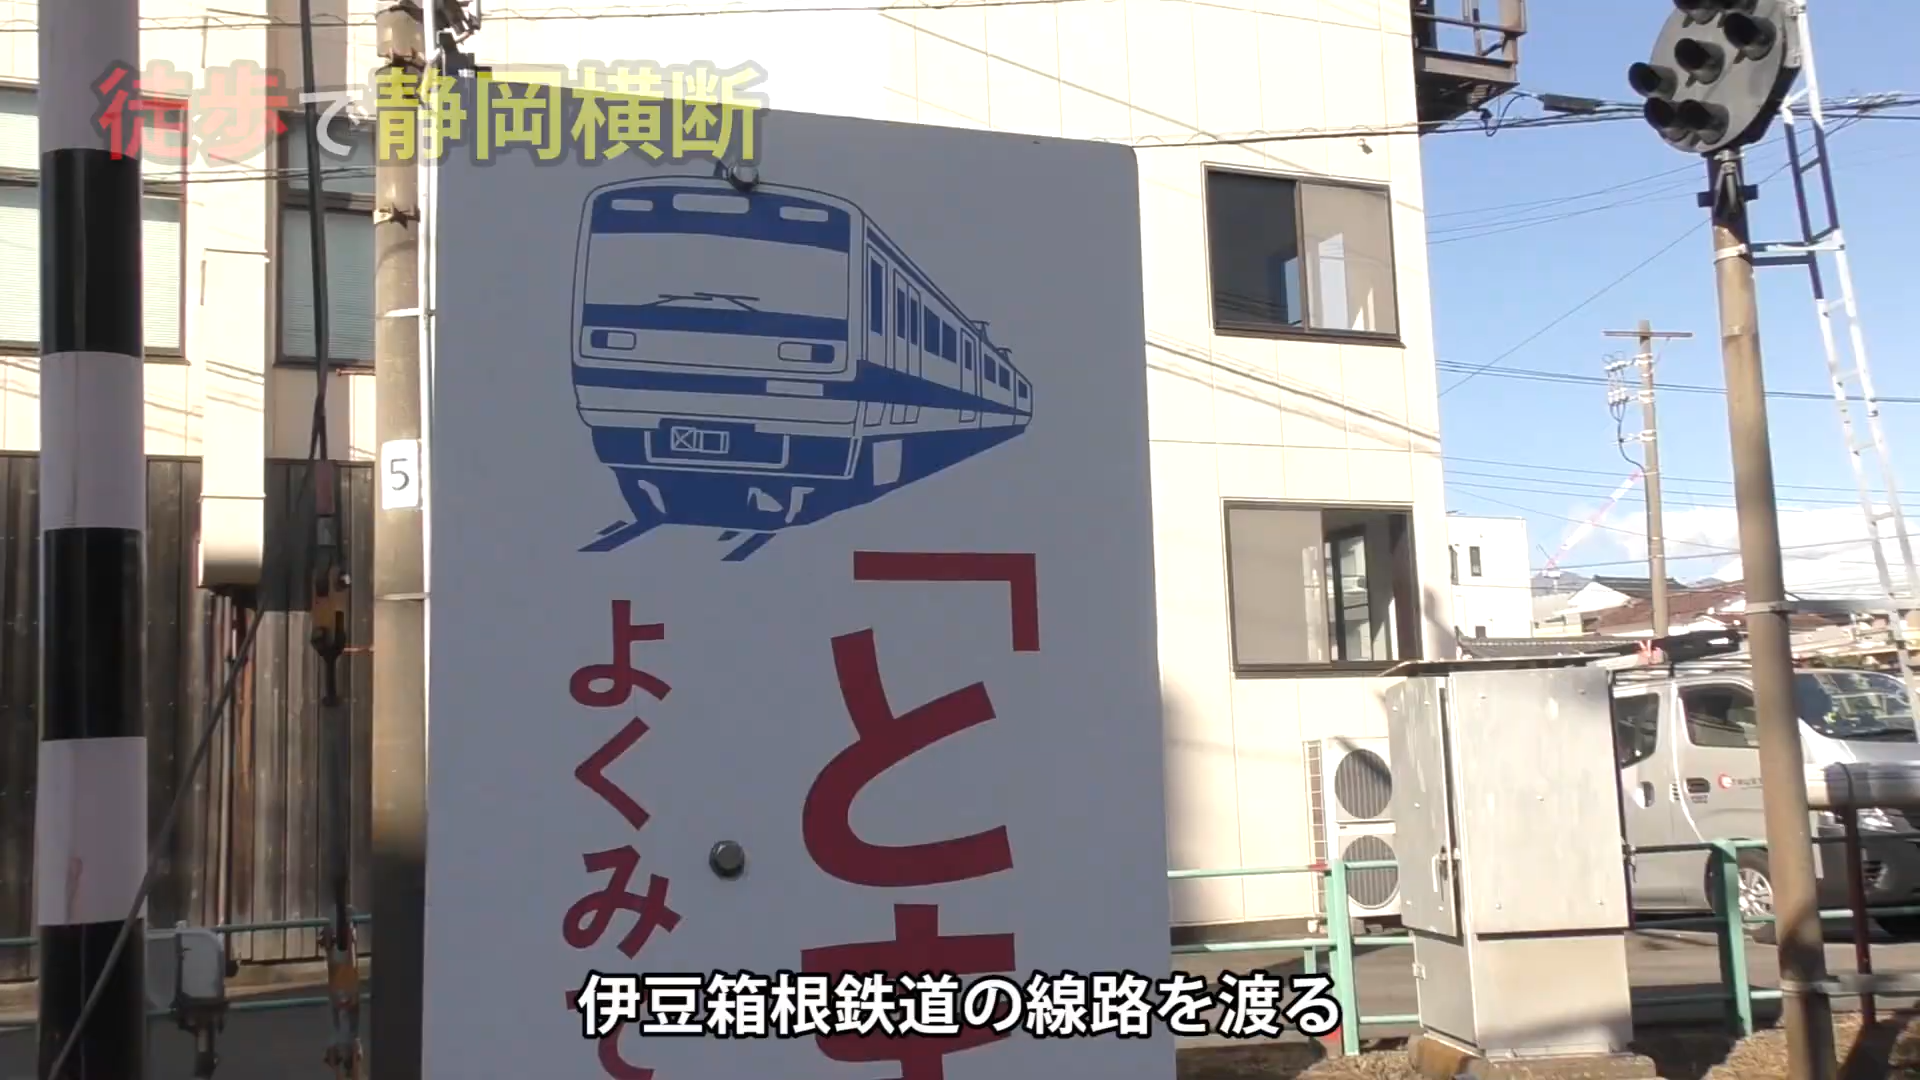 徒歩で静岡横断
5
「と
よくみて
伊豆箱根鉄道の線路を渡る